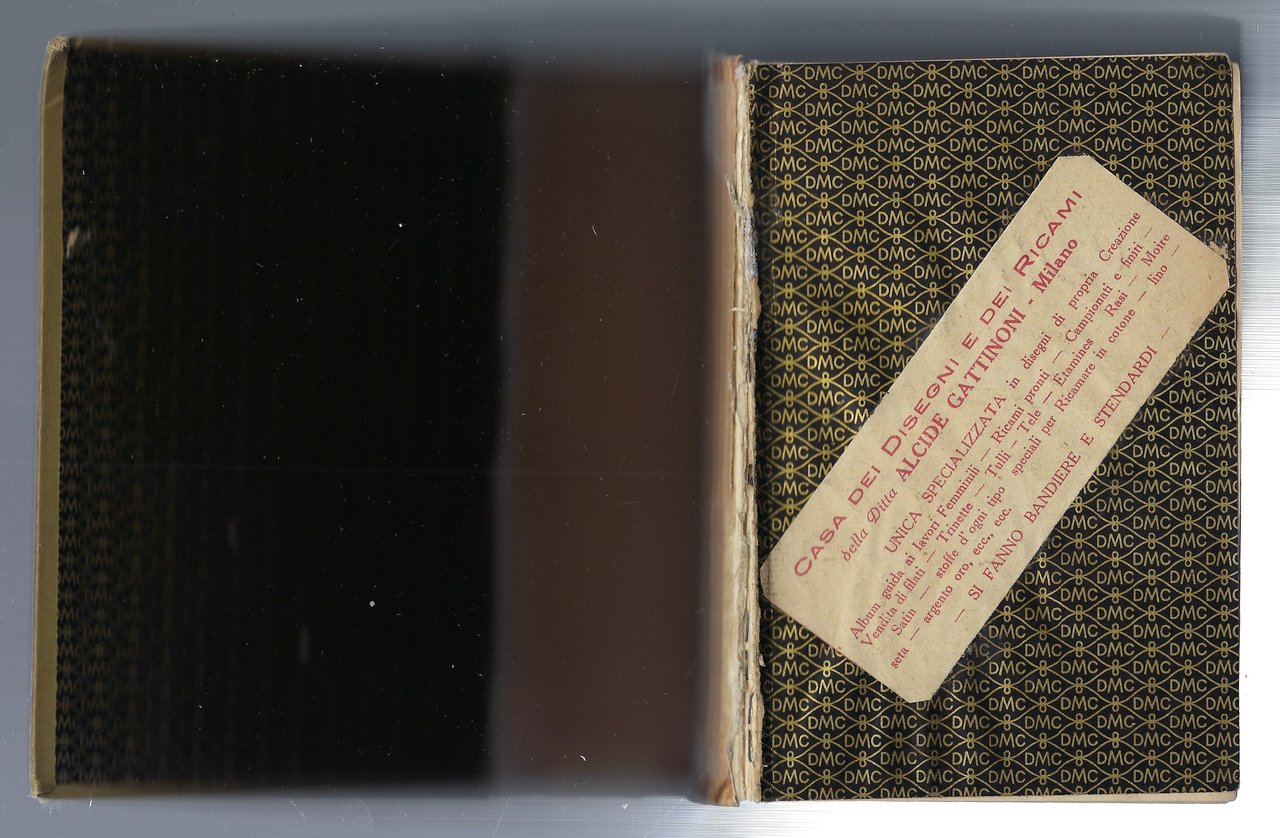 CASA DEI DISEGNI E DEI RICAMI
della Ditta ALCIDE GATTINONI - Milano
UNICA SPECIALIZZATA in disegni di propria Creazione
Album guida ai lavori Femminili — Ricami pronti — Campionati e finiti —
Vendita di filati — Trinette — Tulli — Tele — Etamines — Rasi — Moire
Satin — stoffe d'ogni tipo speciali per Ricamare in cotone — lino —
seta — argento oro, ecc., ecc.
— SI FANNO BANDIERE E STENDARDI —
DMC